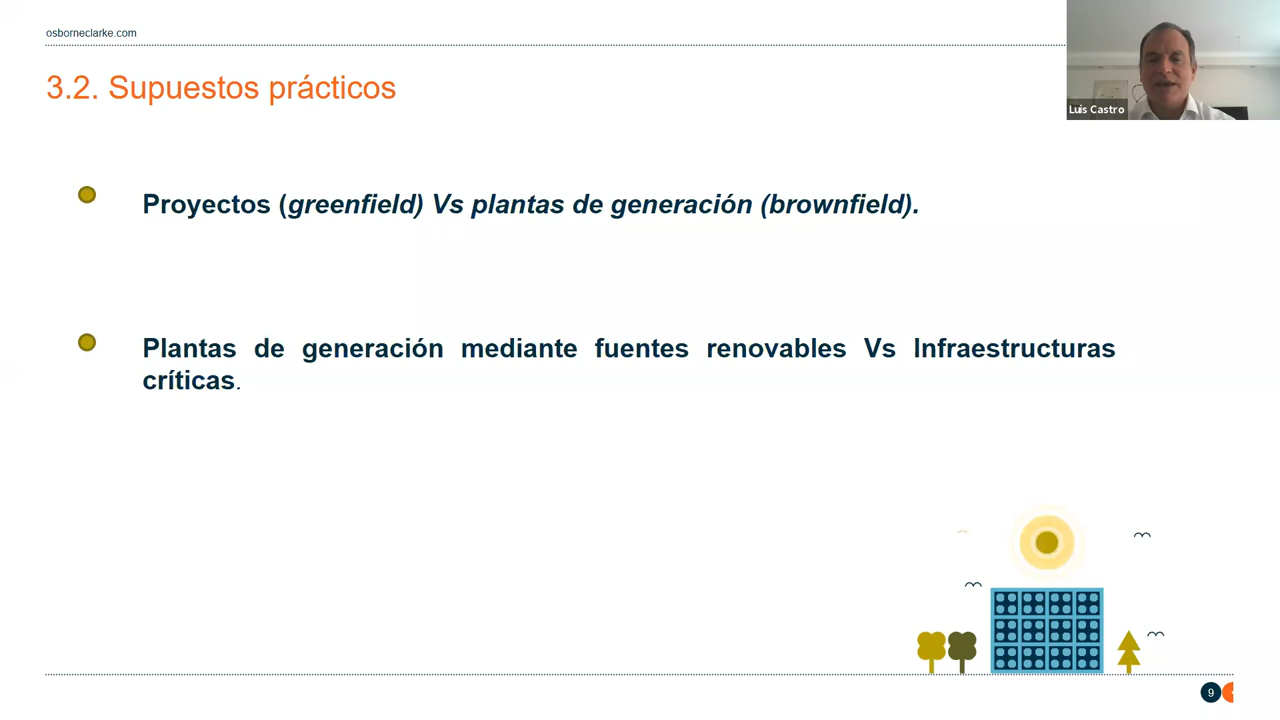 osborneclarke.com
3.2. Supuestos prácticos
Luis Castro
Proyectos (greenfield) Vs plantas de generación (brownfield).
Plantas de generación mediante fuentes renovables Vs Infraestructuras
críticas.
9